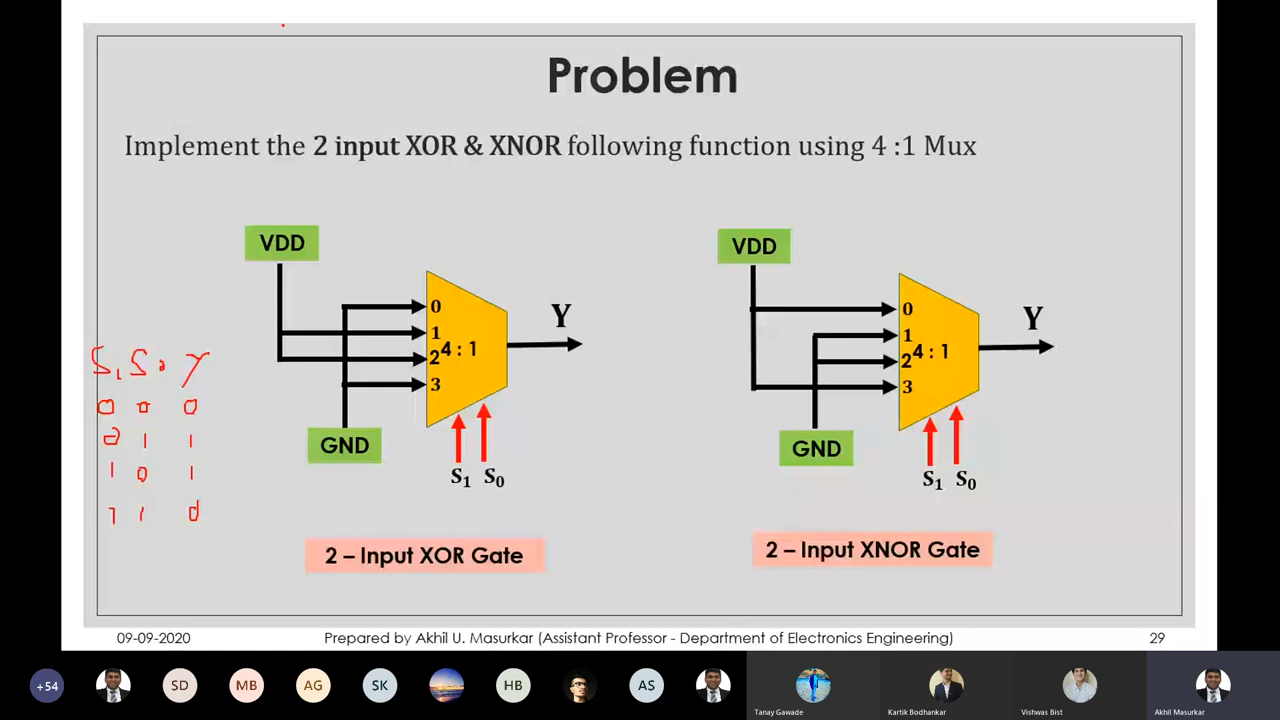 Problem
Implement the 2 input XOR & XNOR following function using 4 :1 Mux
VDD
0
1
2
3
4 : 1
Y
GND
S1 S0
2 – Input XOR Gate
VDD
0
1
2
3
4 : 1
Y
GND
S1 S0
2 – Input XNOR Gate
S1 S0 Y
0 0 0
0 1 1
1 0 1
1 1 0
09-09-2020 Prepared by Akhil U. Masurkar (Assistant Professor - Department of Electronics Engineering) 29
+54 SD MB AG SK HB AS
Tanay Gawade Kartik Bodhankar Vishwas Bist Akhil Masurkar